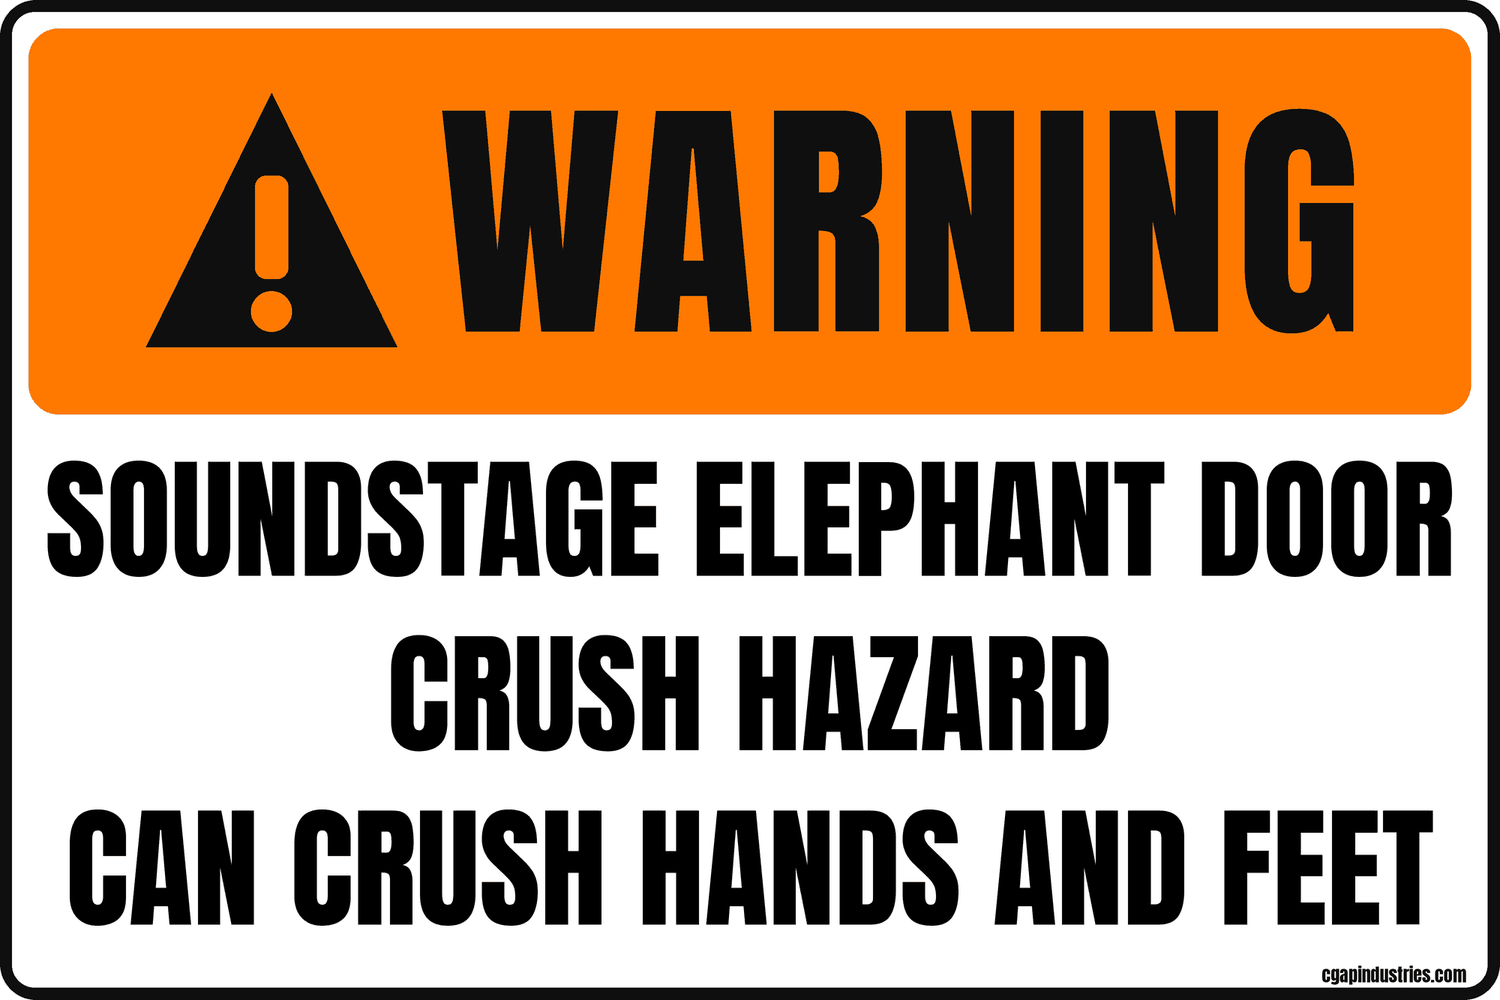 WARNING
SOUNDSTAGE ELEPHANT DOOR
CRUSH HAZARD
CAN CRUSH HANDS AND FEET
cgapindustries.com